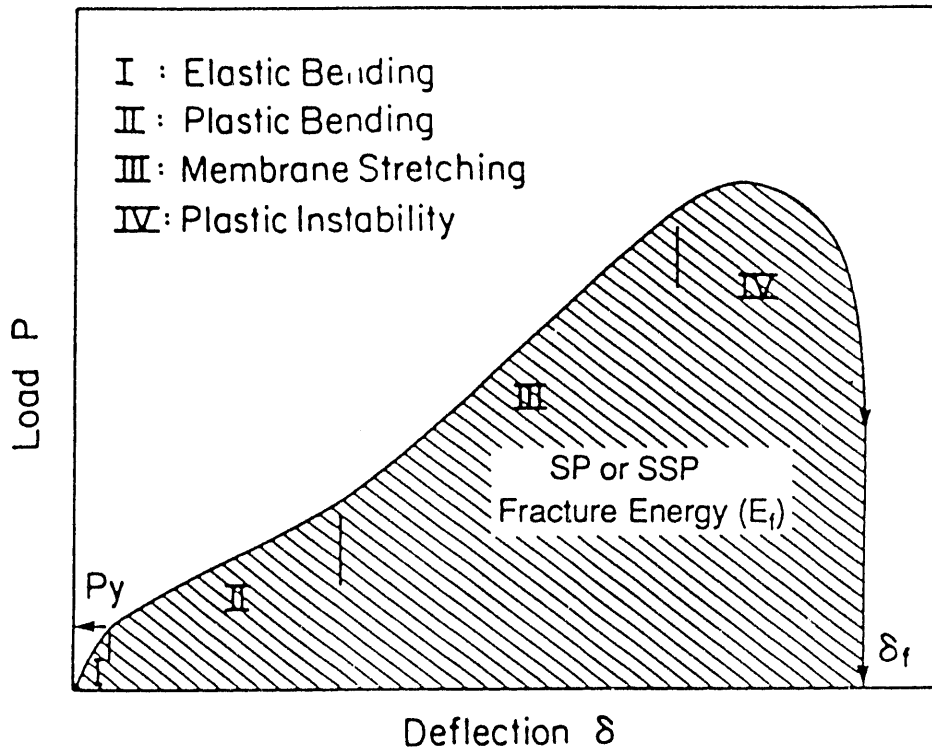 I : Elastic Bending
II : Plastic Bending
III : Membrane Stretching
IV : Plastic Instability
IV
III
SP or SSP
Fracture Energy (Ef)
II
Py
I
δf
Load P
Deflection δ